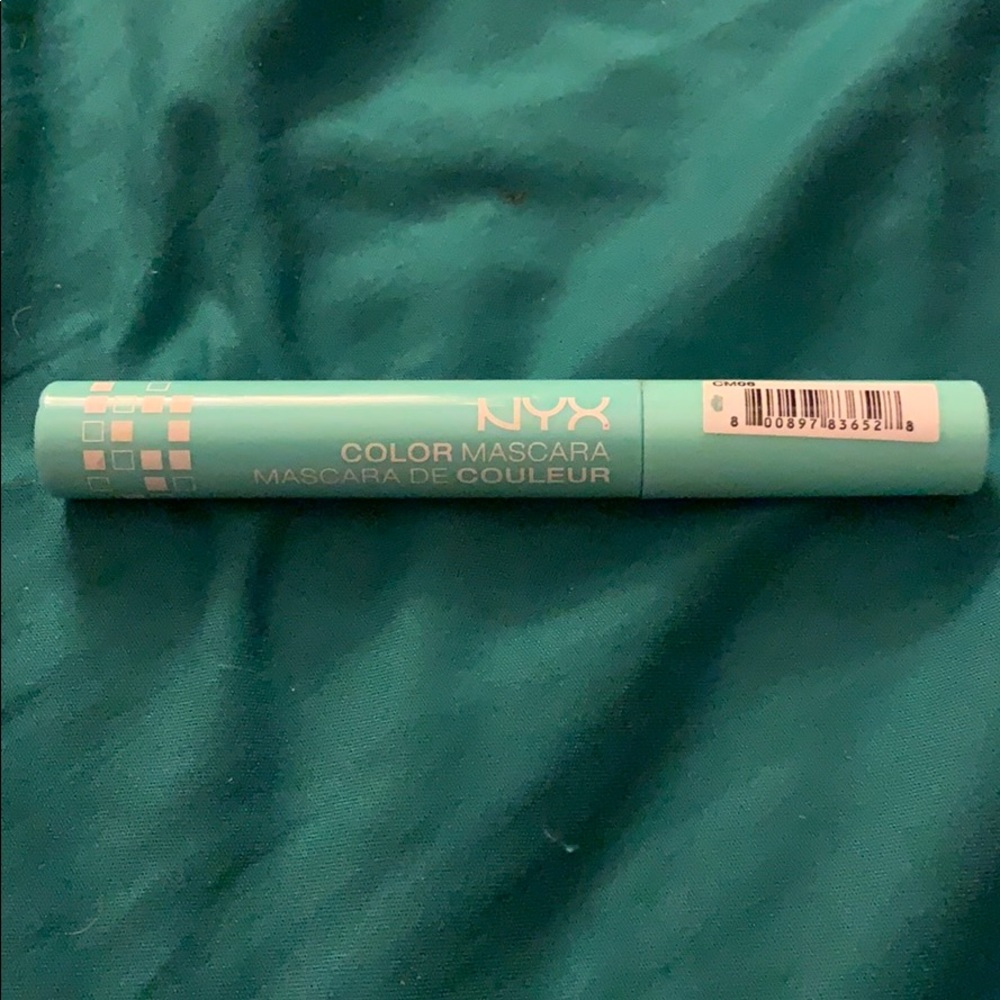 NYX
COLOR MASCARA
MASCARA DE COULEUR
CM06
8 00897 83652 8